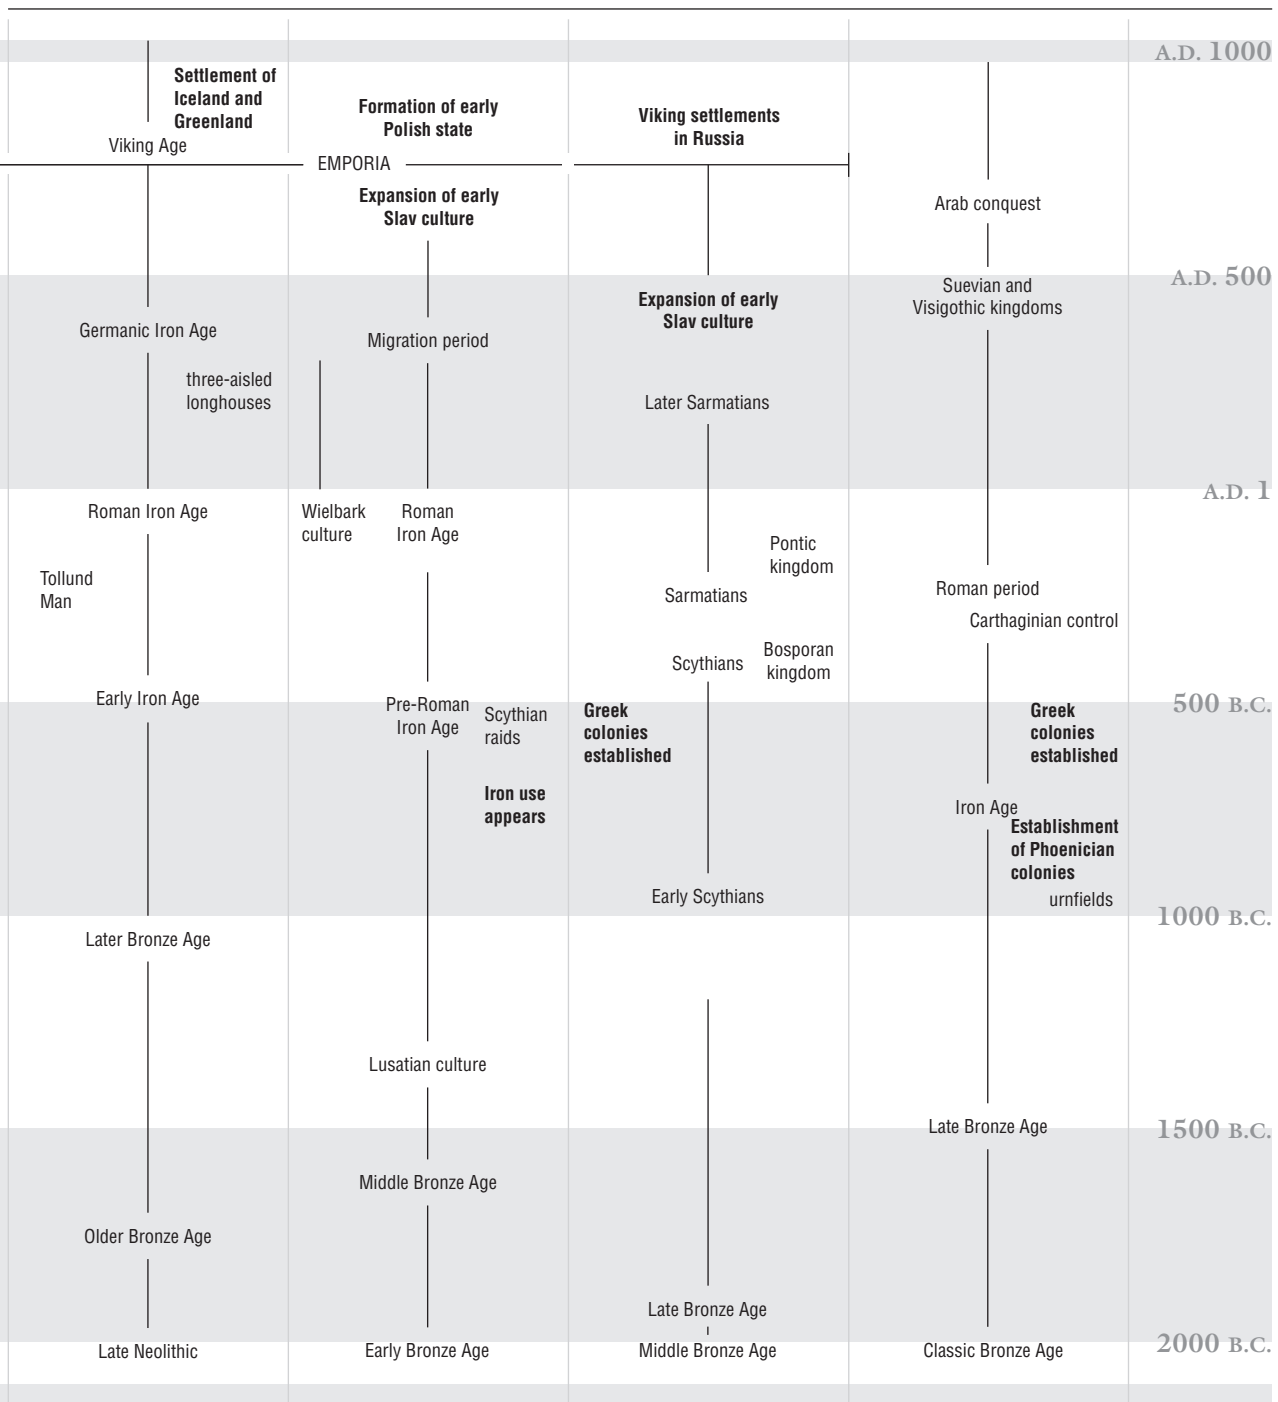 A.D. 1000
Settlement of
Iceland and
Greenland
Formation of early
Polish state
Viking settlements
in Russia
Viking Age
EMPORIA
Expansion of early
Slav culture
Arab conquest
A.D. 500
Suevian and
Visigothic kingdoms
Expansion of early
Slav culture
Germanic Iron Age
Migration period
three-aisled
longhouses
Later Sarmatians
A.D. 1
Roman Iron Age
Wielbark
culture
Roman
Iron Age
Pontic
kingdom
Tollund
Man
Sarmatians
Roman period
Carthaginian control
Scythians
Bosporan
kingdom
Early Iron Age
500 B.C.
Pre-Roman
Iron Age
Scythian
raids
Greek
colonies
established
Greek
colonies
established
Iron use
appears
Iron Age
Establishment
of Phoenician
colonies
Early Scythians
urnfields
1000 B.C.
Later Bronze Age
Lusatian culture
Late Bronze Age
1500 B.C.
Middle Bronze Age
Older Bronze Age
Late Bronze Age
2000 B.C.
Late Neolithic
Early Bronze Age
Middle Bronze Age
Classic Bronze Age